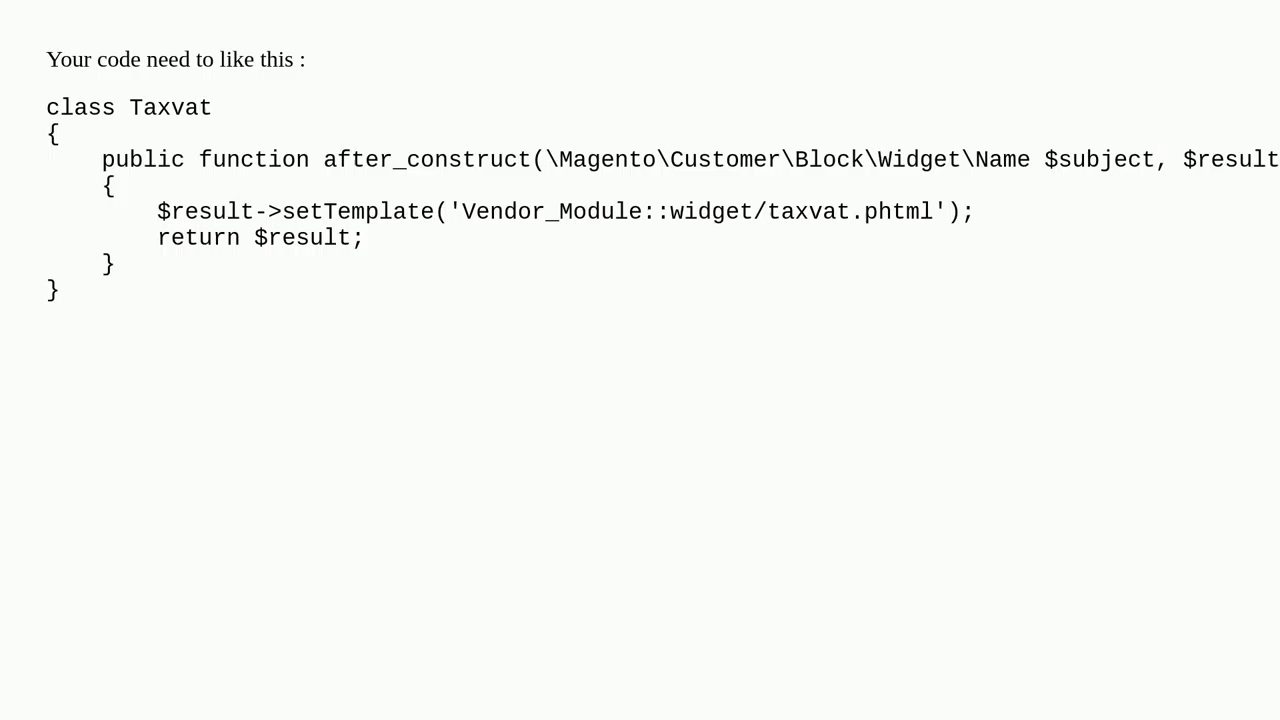 Your code need to like this :
class Taxvat
{
    public function after_construct(\Magento\Customer\Block\Widget\Name $subject, $result
    {
        $result->setTemplate('Vendor_Module::widget/taxvat.phtml');
        return $result;
    }
}